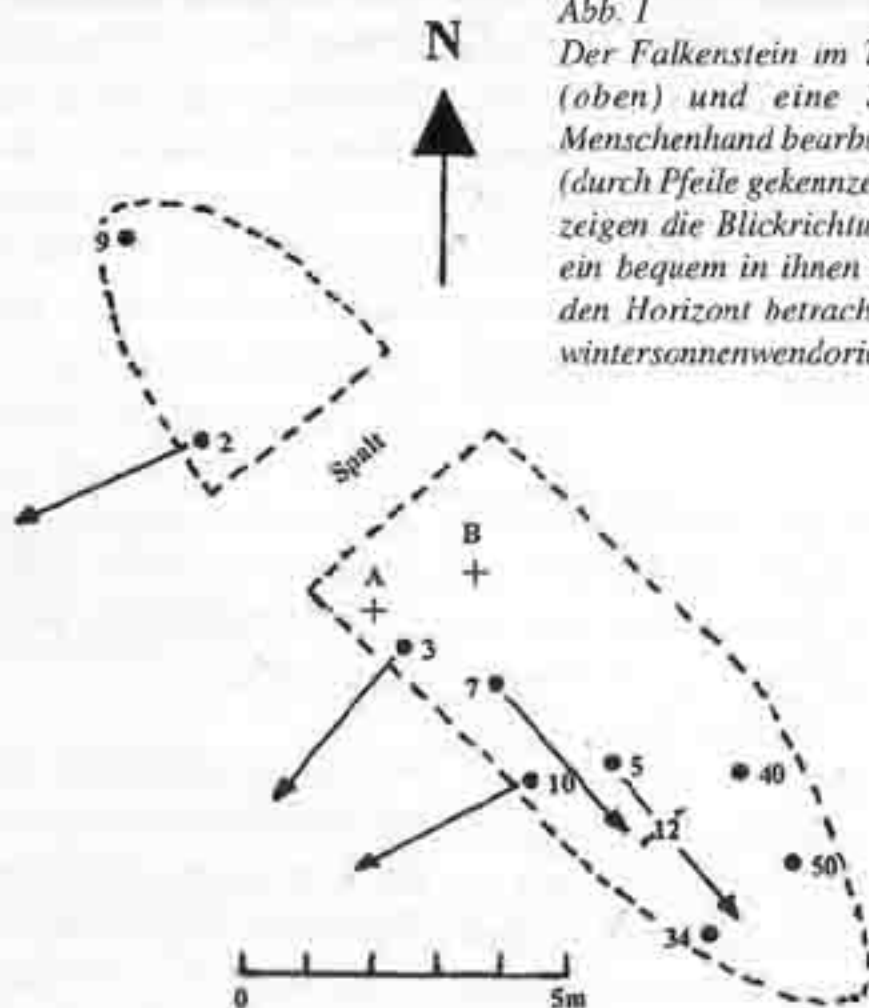 Abb. 1
Der Falkenstein im
(oben) und eine
Menschenhand bearb
(durch Pfeile gekennze
zeigen die Blickrichtu
ein bequem in ihnen
den Horizont betrach
wintersonnenwendorie
N
9
2
Spalt
B
A
3
7
5
40
10
12
50
34
0
5m